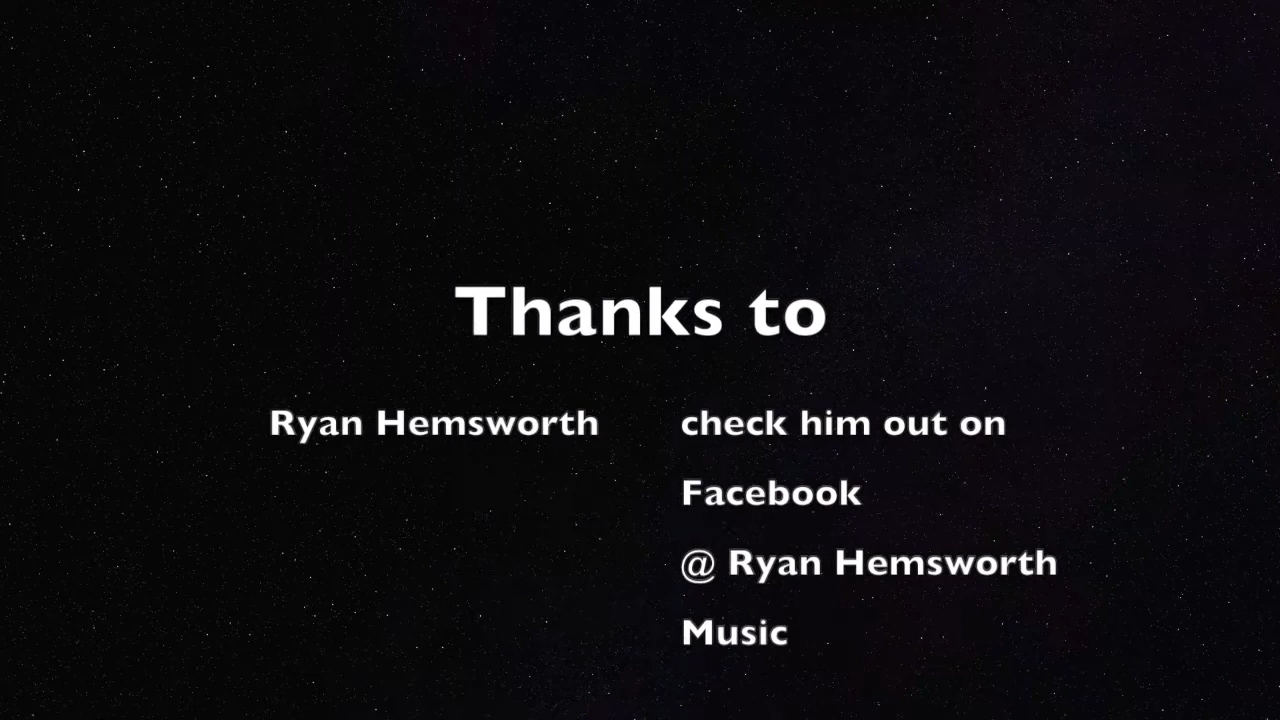 Thanks to
Ryan Hemsworth check him out on
Facebook
@ Ryan Hemsworth
Music